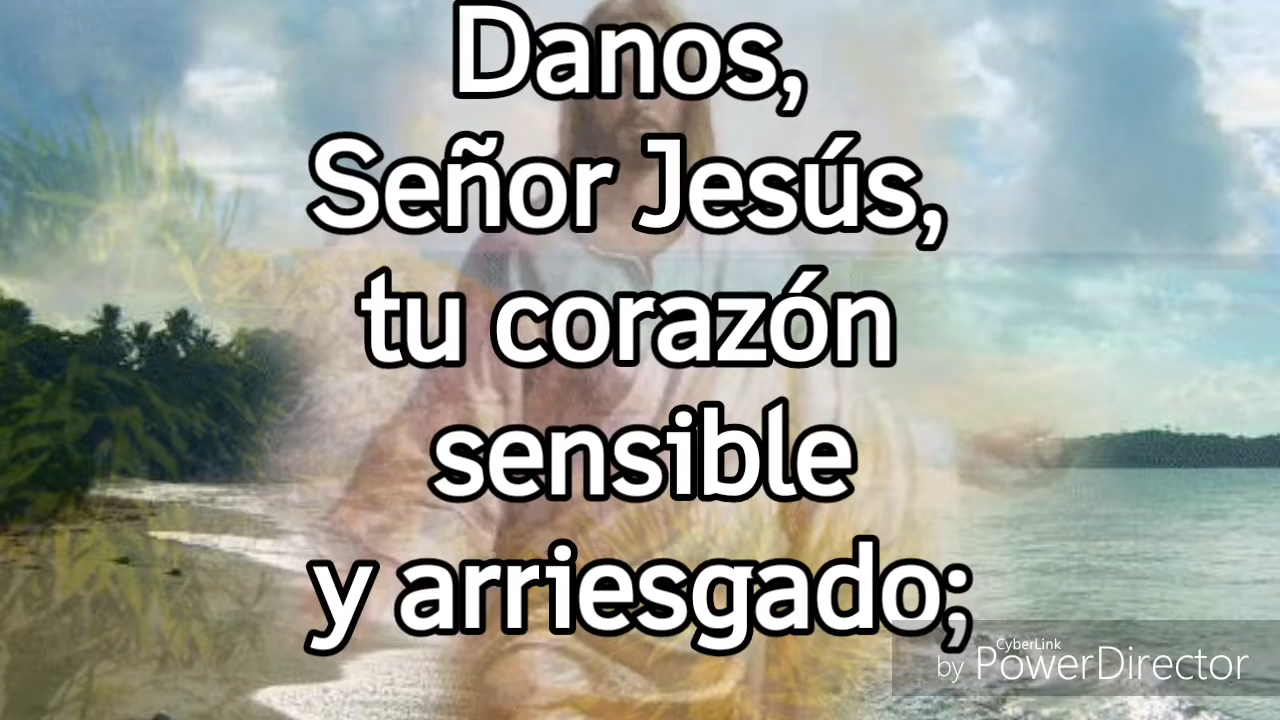 Danos,
Señor Jesús,
tu corazón
sensible
y arriesgado;
CyberLink
by PowerDirector